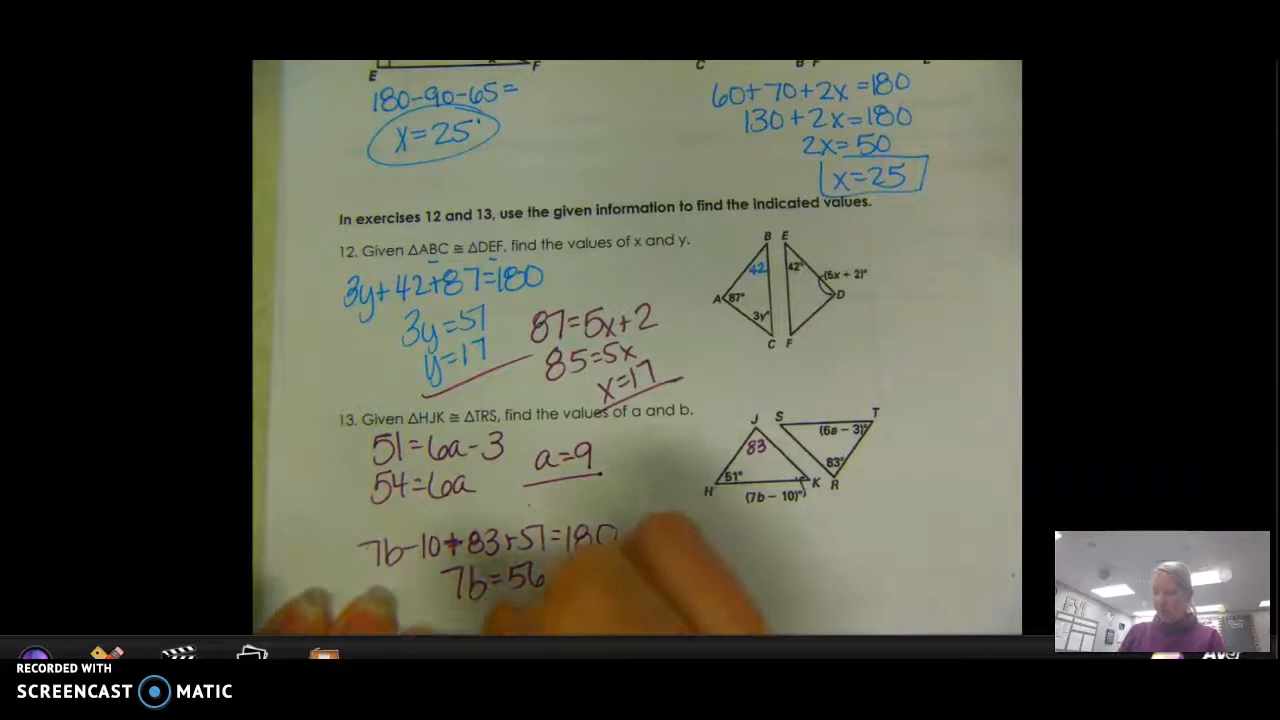 E
F
C
B F
180-90-65=
x=25°
60+70+2x=180
130+2x=180
2x=50
x=25
In exercises 12 and 13, use the given information to find the indicated values.
12. Given △ABC ≅ △DEF, find the values of x and y.
3y+42+87=180
3y=57
y=17
87=5x+2
85=5x
x=17
B E
42
42°
(5x + 2)°
A
87°
D
3y°
C F
13. Given △HJK ≅ △TRS, find the values of a and b.
51=6a-3
54=6a
a=9
7b-10+83+51=180
7b=56
J
S
T
83
(6a – 3)°
51°
83°
H
K
R
(7b – 10)°
RECORDED WITH
SCREENCAST MATIC